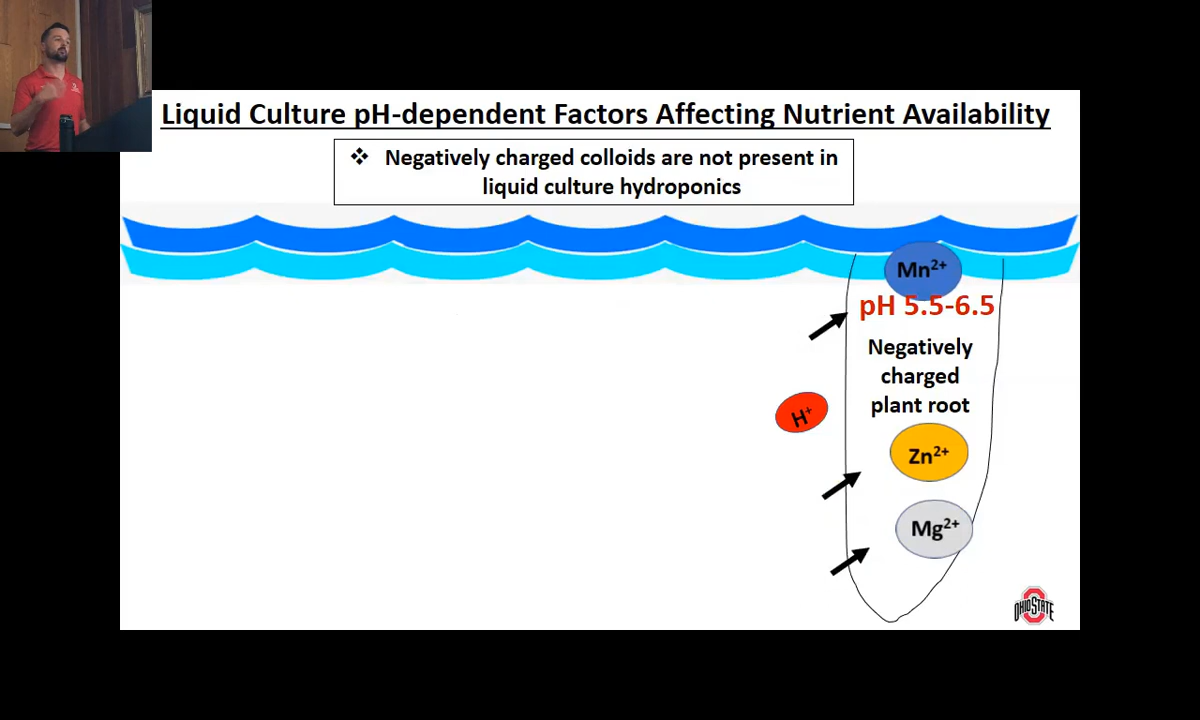 Liquid Culture pH-dependent Factors Affecting Nutrient Availability
❖ Negatively charged colloids are not present in
liquid culture hydroponics
Mn²⁺
pH 5.5-6.5
Negatively
charged
plant root
H⁺
Zn²⁺
Mg²⁺
OHIO STATE